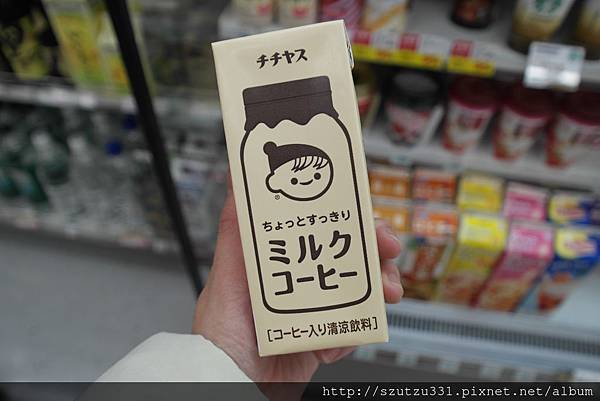 チチヤス
®
ちょっとすっきり
ミルク
コーヒー
[コーヒー入り清涼飲料]
http://szutzu331.pixnet.net/album